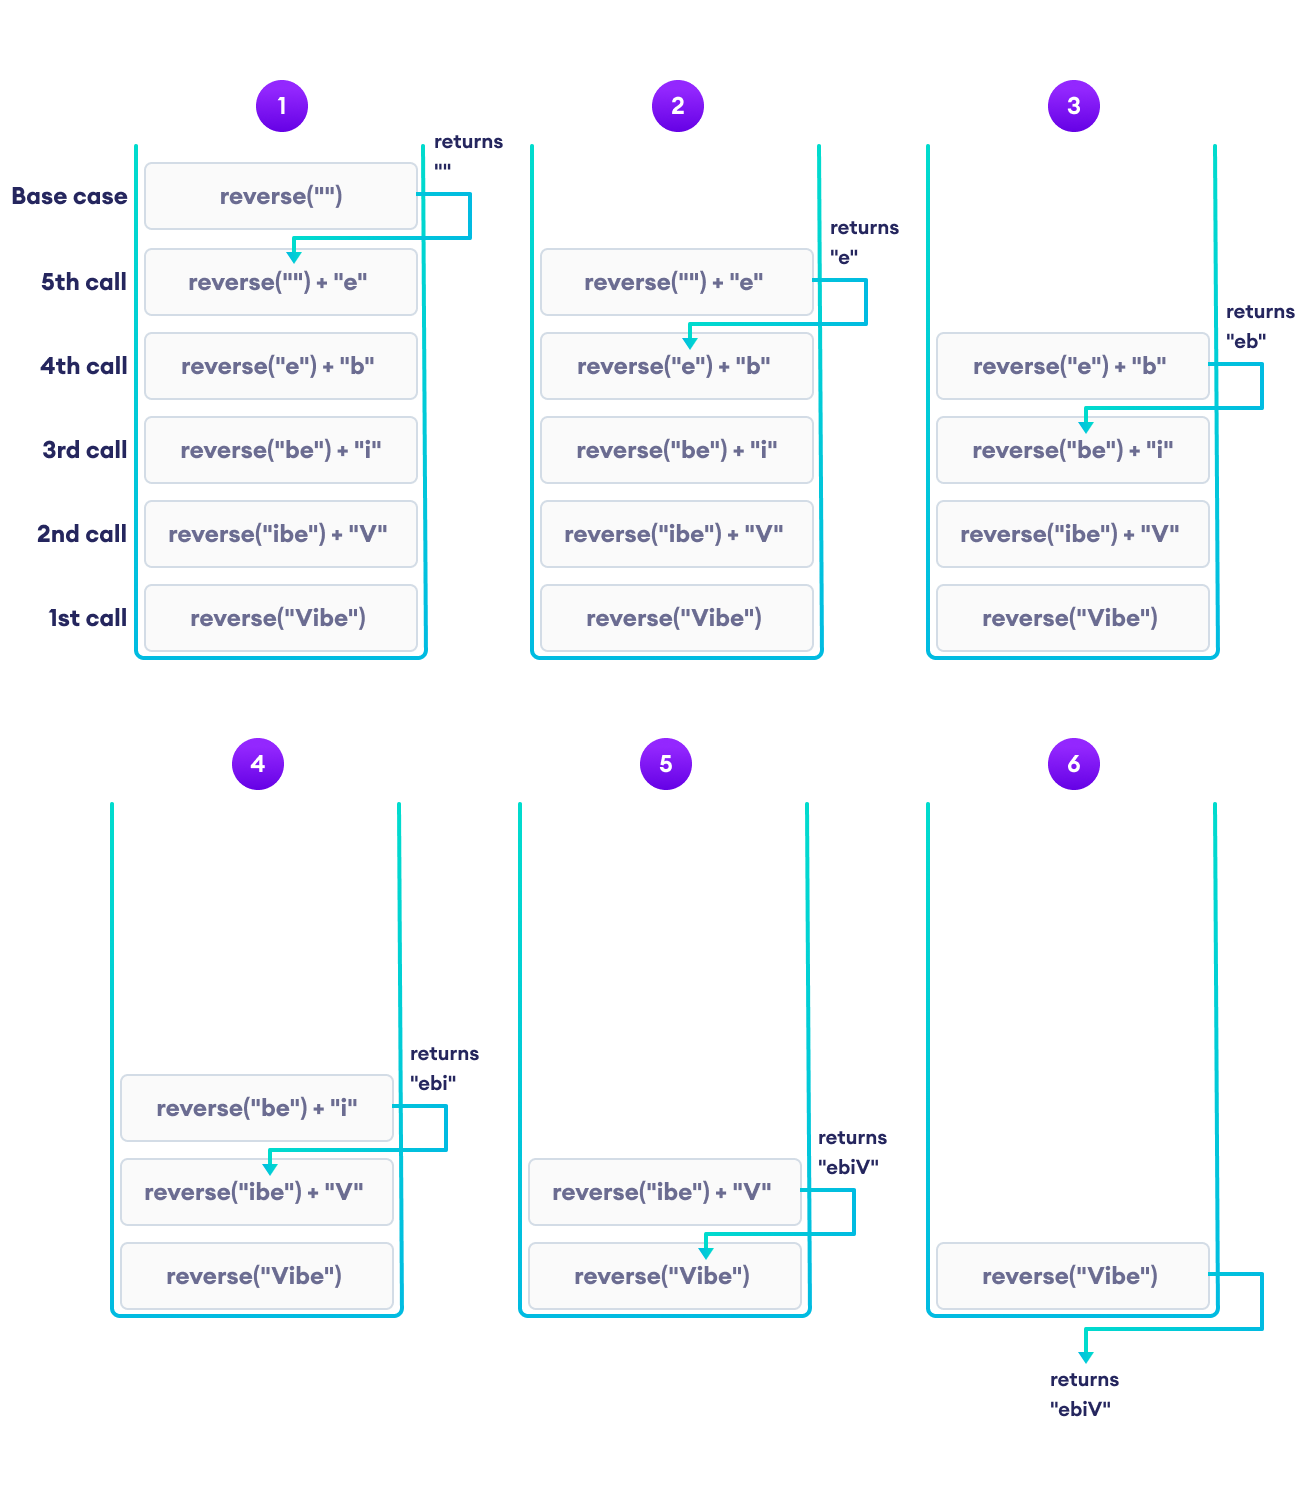 1
returns
""
Base case
reverse("")
5th call
reverse("") + "e"
4th call
reverse("e") + "b"
3rd call
reverse("be") + "i"
2nd call
reverse("ibe") + "V"
1st call
reverse("Vibe")
2
returns
"e"
reverse("") + "e"
reverse("e") + "b"
reverse("be") + "i"
reverse("ibe") + "V"
reverse("Vibe")
3
returns
"eb"
reverse("e") + "b"
reverse("be") + "i"
reverse("ibe") + "V"
reverse("Vibe")
4
returns
"ebi"
reverse("be") + "i"
reverse("ibe") + "V"
reverse("Vibe")
5
returns
"ebiV"
reverse("ibe") + "V"
reverse("Vibe")
6
reverse("Vibe")
returns
"ebiV"